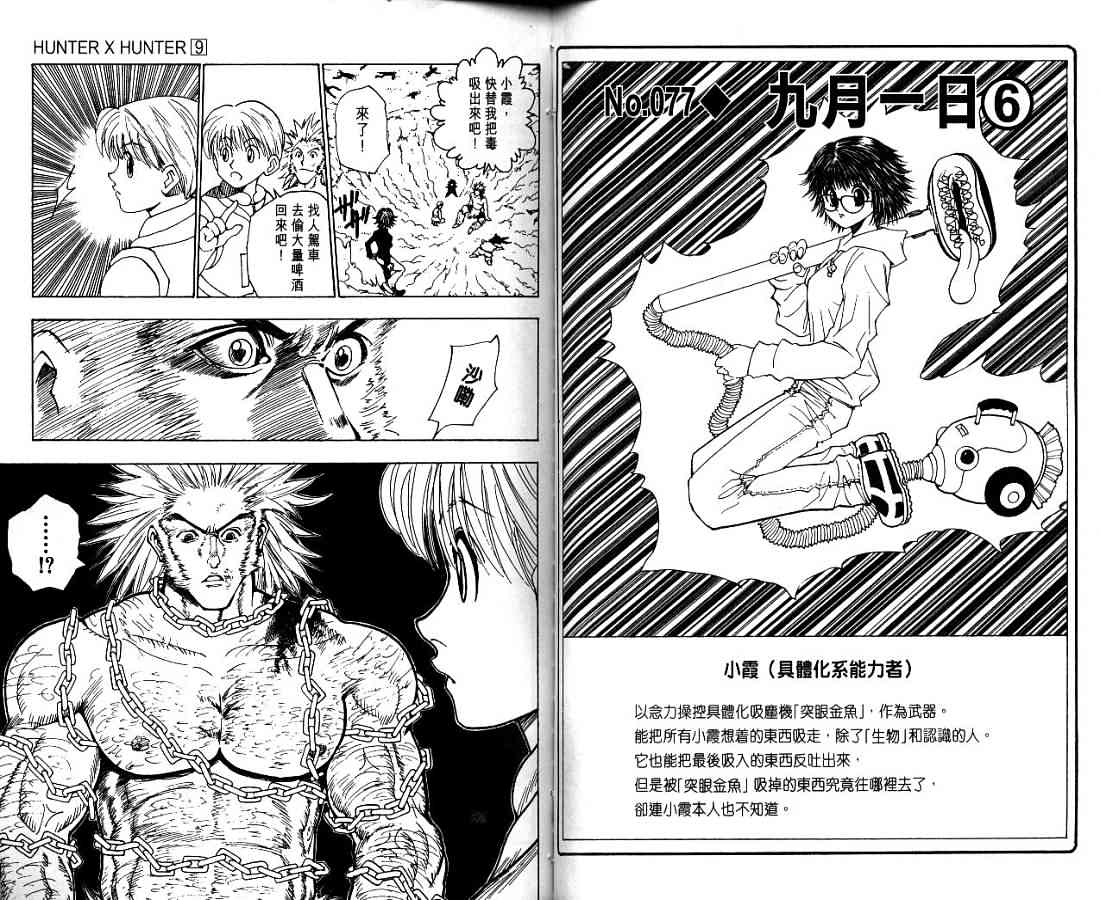 No.077◆ 九月一日⑥
小霞（具體化系能力者）
以念力操控具體化吸塵機「突眼金魚」，作為武器。
能把所有小霞想着的東西吸走，除了「生物」和認識的人。
它也能把最後吸入的東西反吐出來，
但是被「突眼金魚」吸掉的東西究竟往哪裡去了，
卻連小霞本人也不知道。
HUNTER X HUNTER 9
小霞，
快替我把毒
吸出來吧！
來了！
找人駕車
去偷大量啤酒
回來吧！
……
!?